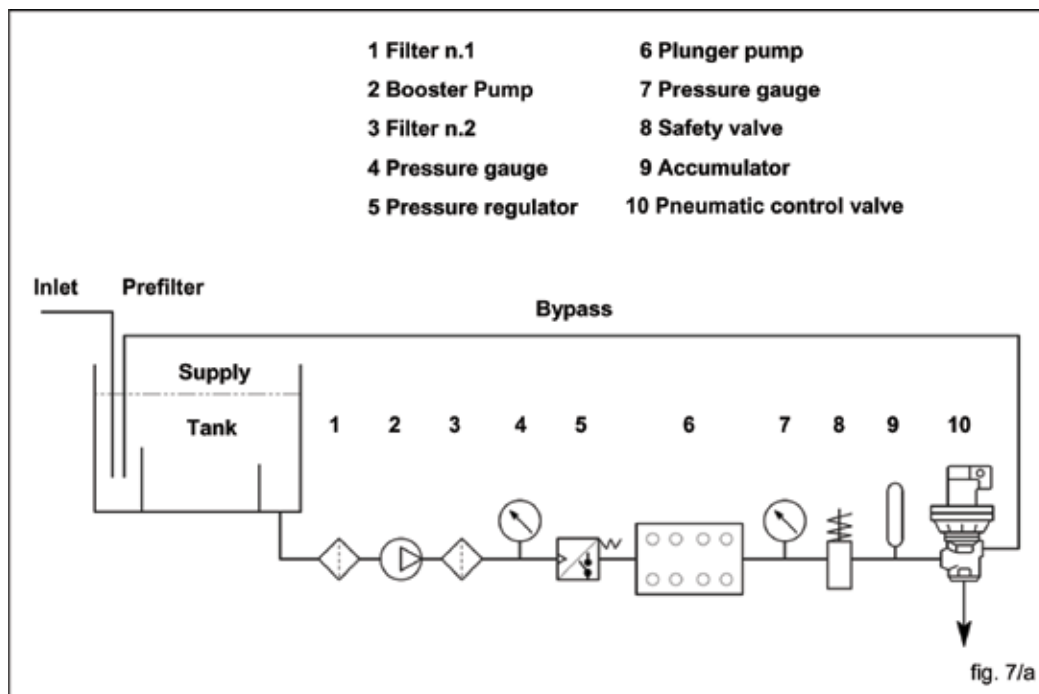 1 Filter n.1
2 Booster Pump
3 Filter n.2
4 Pressure gauge
5 Pressure regulator
6 Plunger pump
7 Pressure gauge
8 Safety valve
9 Accumulator
10 Pneumatic control valve
Inlet Prefilter
Bypass
Supply
Tank
1 2 3 4 5 6 7 8 9 10
fig. 7/a